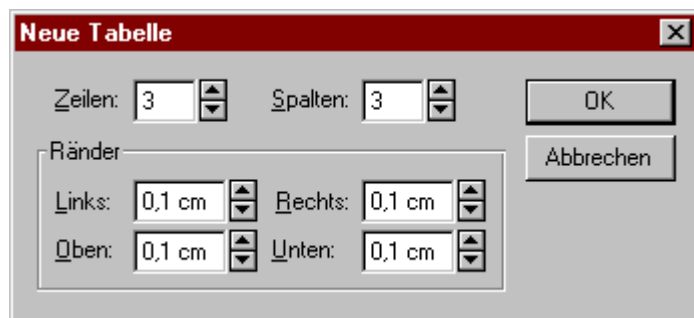 Neue Tabelle
Zeilen: 3 Spalten: 3 OK
Ränder Abbrechen
Links: 0,1 cm Rechts: 0,1 cm
Oben: 0,1 cm Unten: 0,1 cm